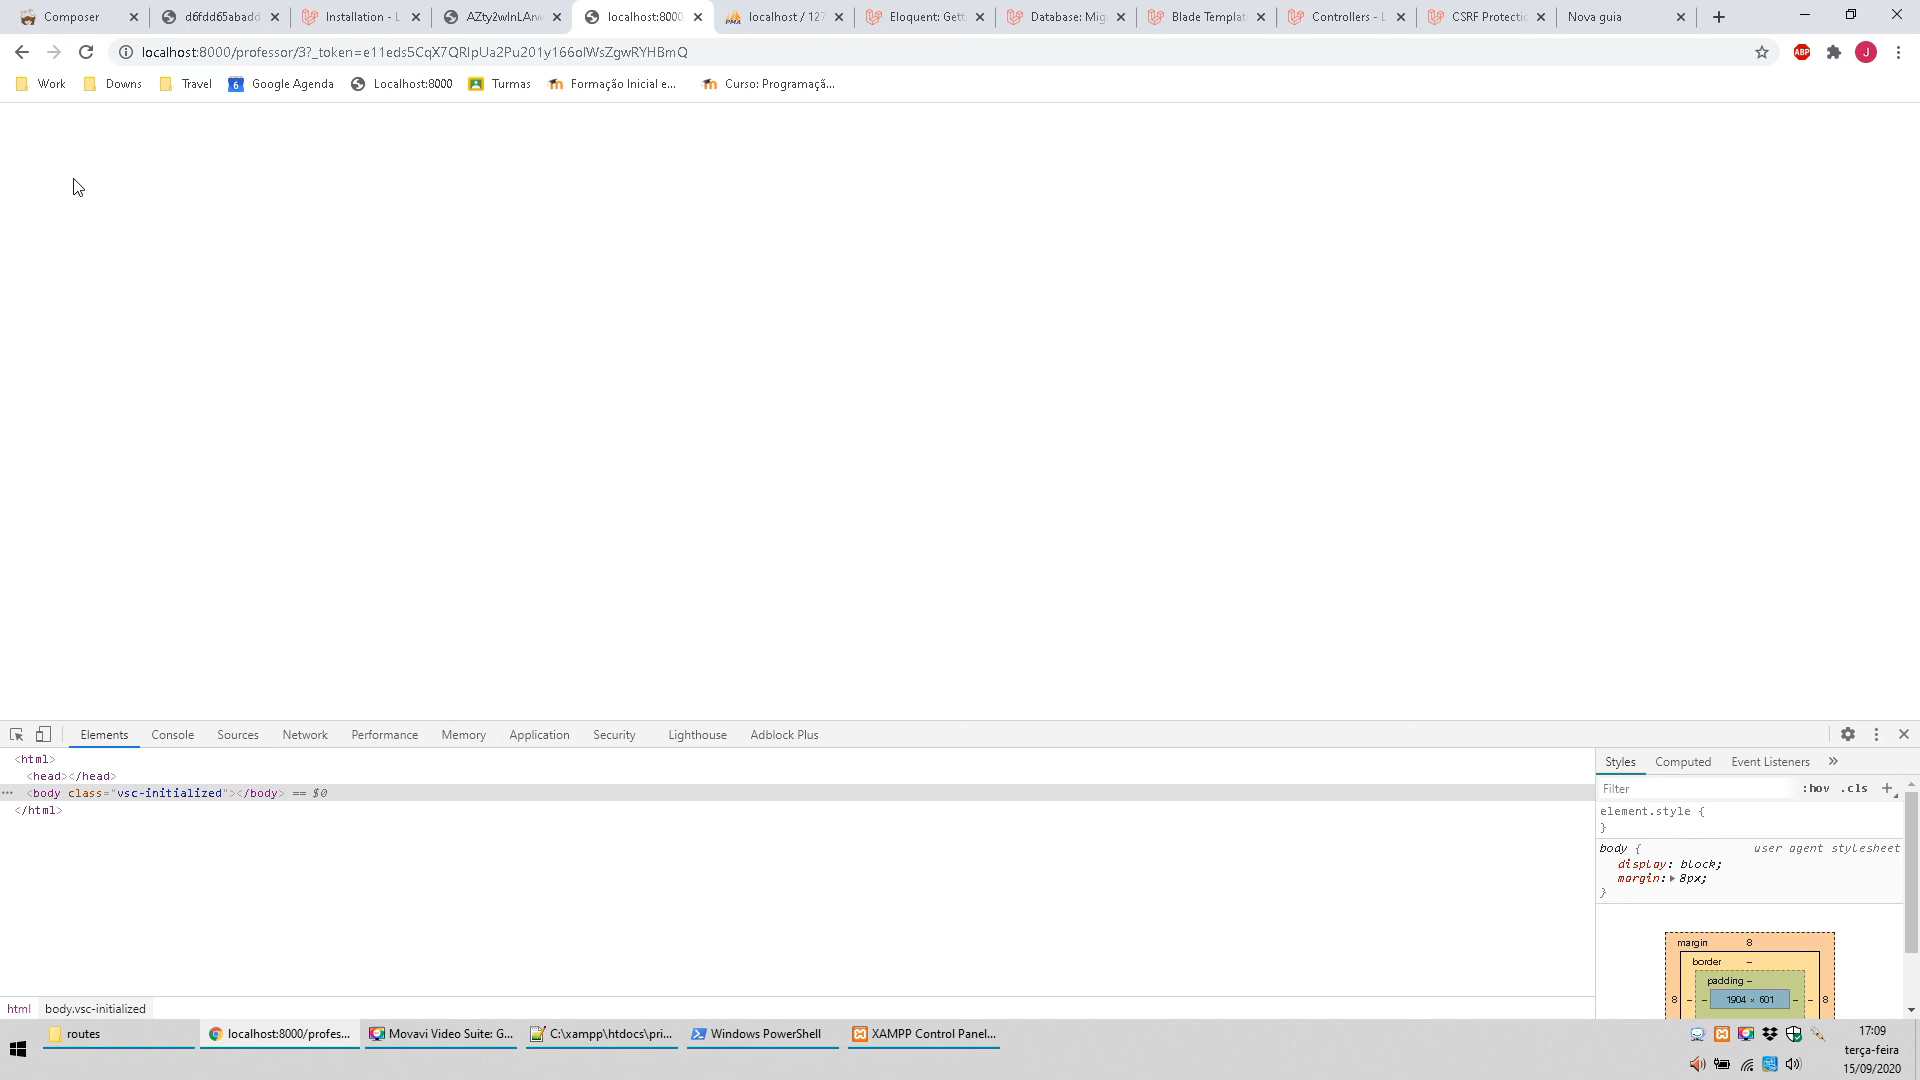 Composer
d6fdd65abadd
Installation - L
AZty2wInLArw
localhost:8000
localhost / 127
Eloquent: Gett
Database: Mig
Blade Templat
Controllers - L
CSRF Protectic
Nova guia
localhost:8000/professor/3?_token=e11eds5CqX7QRlpUa2Pu201y166olWsZgwRYHBmQ
ABP
J
Work
Downs
Travel
6
Google Agenda
Localhost:8000
Turmas
Formação Inicial e...
Curso: Programaçã...
Elements
Console
Sources
Network
Performance
Memory
Application
Security
Lighthouse
Adblock Plus
<html>
<head></head>
<body class="vsc-initialized"></body> == $0
</html>
Styles
Computed
Event Listeners
Filter
:hov .cls
element.style {
}
body {
user agent stylesheet
display: block;
margin: 8px;
}
margin 8
border –
padding –
8 – – 1904 × 601 – – 8
html
body.vsc-initialized
routes
localhost:8000/profes...
Movavi Video Suite: G...
C:\xampp\htdocs\pri...
Windows PowerShell
XAMPP Control Panel...
17:09
terça-feira
15/09/2020